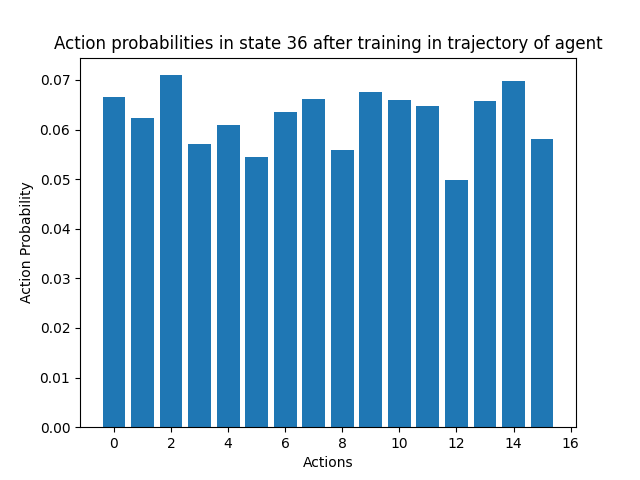 Action probabilities in state 36 after training in trajectory of agent
0.07
0.06
0.05
0.04
0.03
0.02
0.01
0.00
Action Probability
0 2 4 6 8 10 12 14 16
Actions